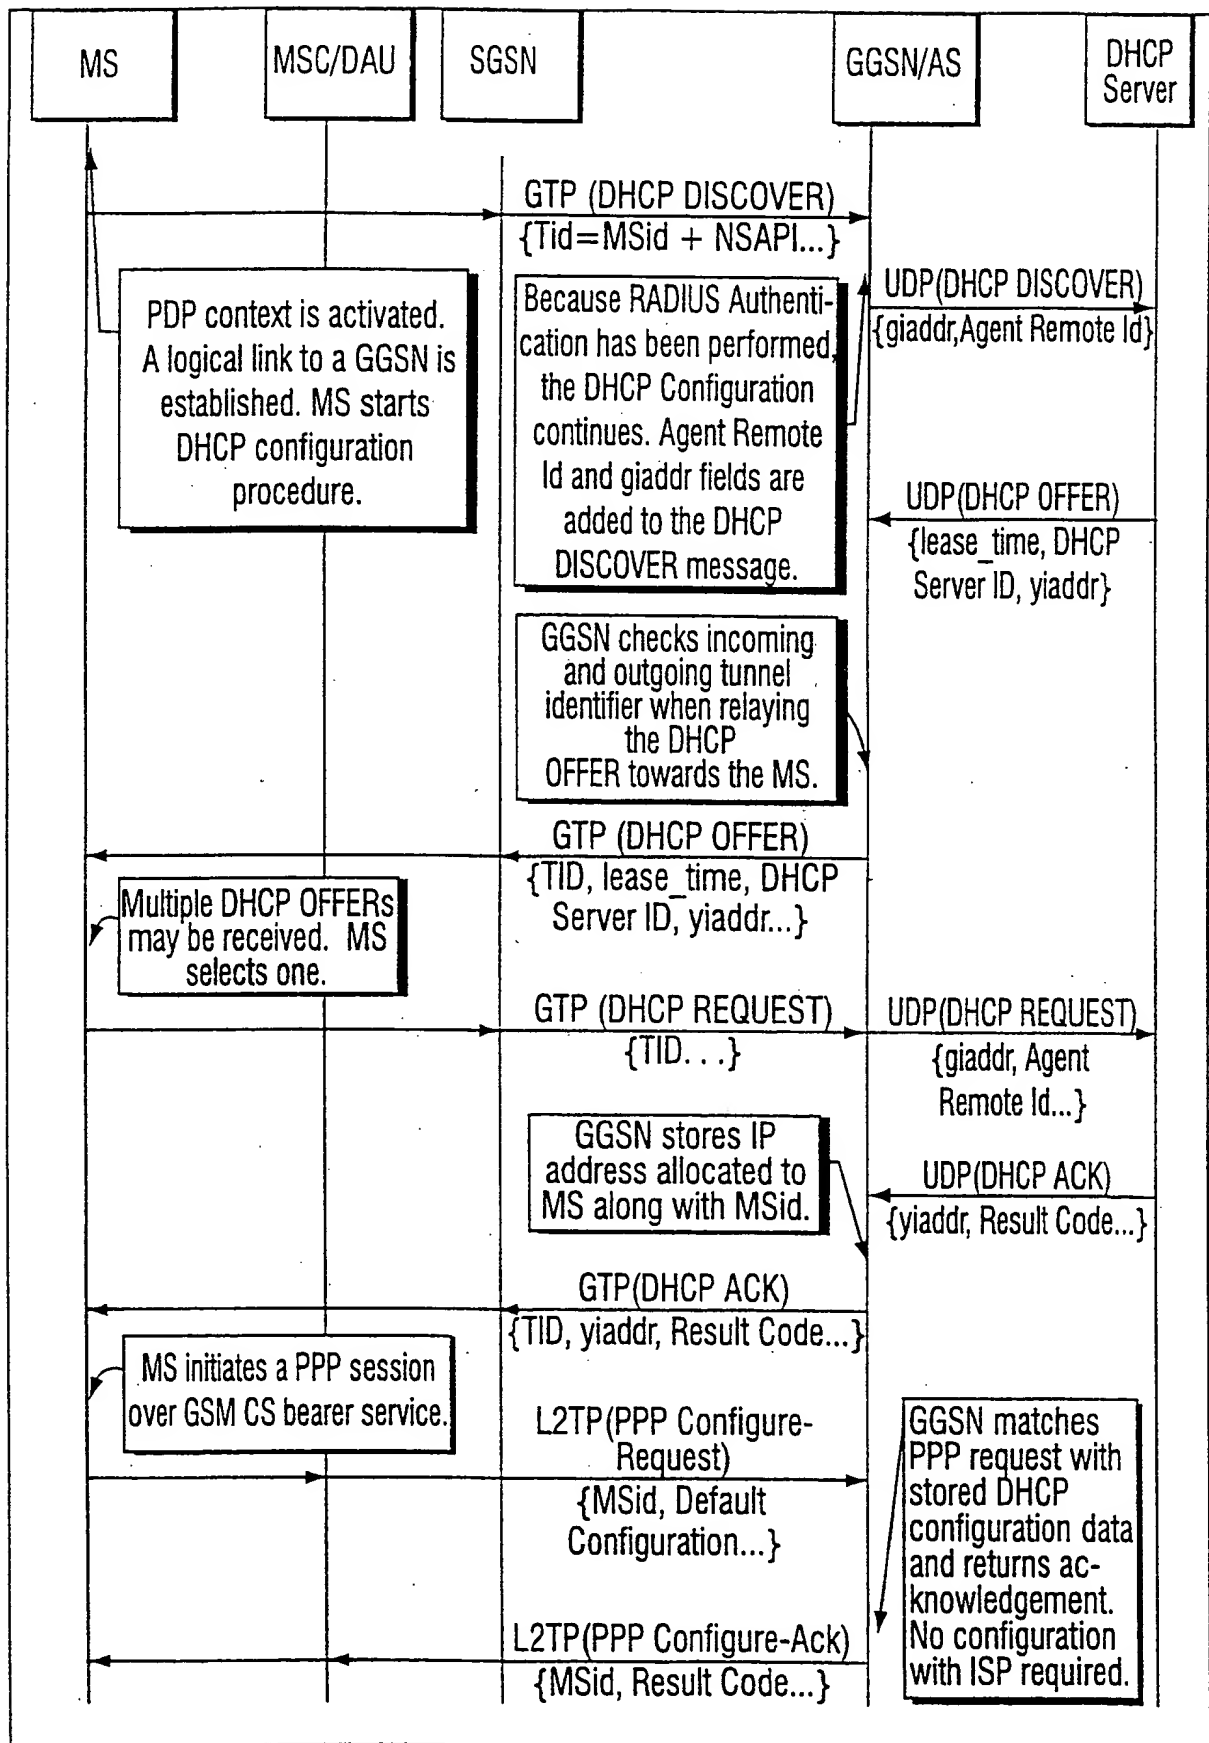 MS
MSC/DAU
SGSN
GGSN/AS
DHCP
Server
GTP (DHCP DISCOVER)
{Tid=MSid + NSAPI...}
PDP context is activated.
A logical link to a GGSN is
established. MS starts
DHCP configuration
procedure.
Because RADIUS Authenti-
cation has been performed,
the DHCP Configuration
continues. Agent Remote
Id and giaddr fields are
added to the DHCP
DISCOVER message.
UDP(DHCP DISCOVER)
{giaddr,Agent Remote Id}
UDP(DHCP OFFER)
{lease_time, DHCP
Server ID, yiaddr}
GGSN checks incoming
and outgoing tunnel
identifier when relaying
the DHCP
OFFER towards the MS.
GTP (DHCP OFFER)
{TID, lease_time, DHCP
Server ID, yiaddr...}
Multiple DHCP OFFERs
may be received. MS
selects one.
GTP (DHCP REQUEST)
{TID. . .}
UDP(DHCP REQUEST)
{giaddr, Agent
Remote Id...}
GGSN stores IP
address allocated to
MS along with MSid.
UDP(DHCP ACK)
{yiaddr, Result Code...}
GTP(DHCP ACK)
{TID, yiaddr, Result Code...}
MS initiates a PPP session
over GSM CS bearer service.
L2TP(PPP Configure-
Request)
{MSid, Default
Configuration...}
GGSN matches
PPP request with
stored DHCP
configuration data
and returns ac-
knowledgement.
No configuration
with ISP required.
L2TP(PPP Configure-Ack)
{MSid, Result Code...}